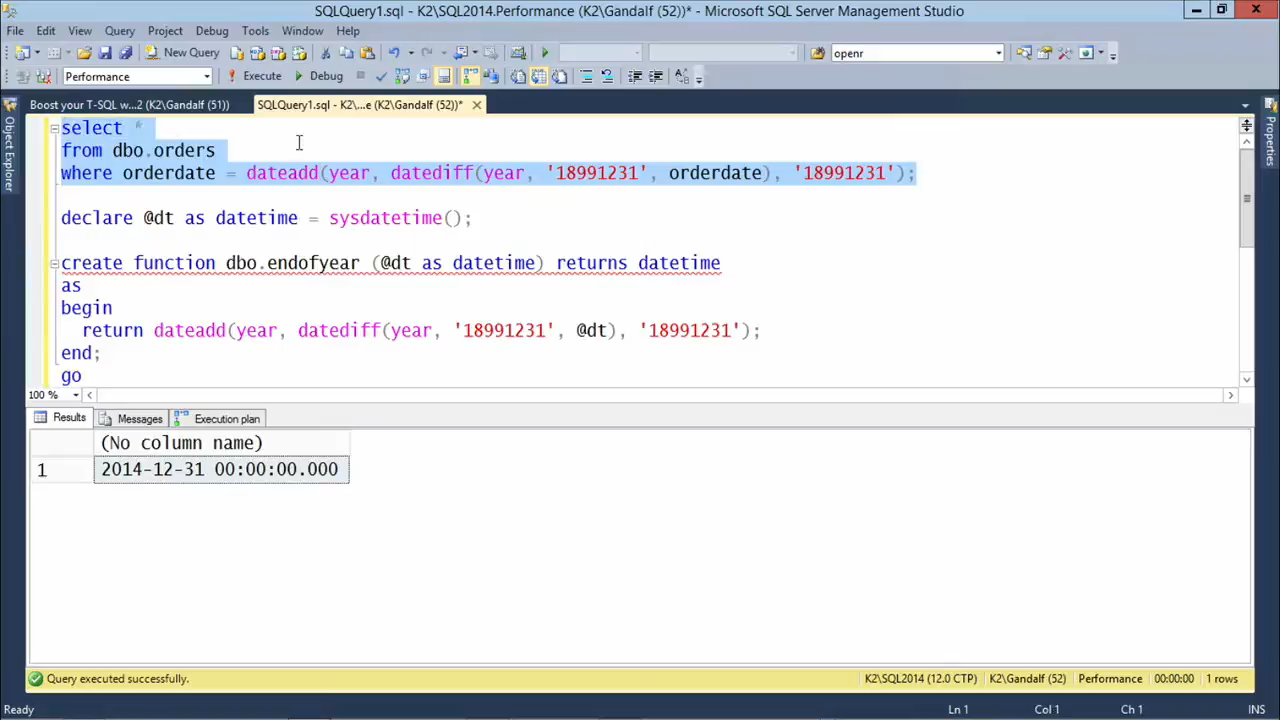 SQLQuery1.sql - K2\SQL2014.Performance (K2\Gandalf (52))* - Microsoft SQL Server Management Studio
File Edit View Query Project Debug Tools Window Help
New Query openr
Performance Execute Debug
Boost your T-SQL w...2 (K2\Gandalf (51)) SQLQuery1.sql - K2\...e (K2\Gandalf (52))*
Object Explorer
Properties
select *
from dbo.orders
where orderdate = dateadd(year, datediff(year, '18991231', orderdate), '18991231');
declare @dt as datetime = sysdatetime();
create function dbo.endofyear (@dt as datetime) returns datetime
as
begin
return dateadd(year, datediff(year, '18991231', @dt), '18991231');
end;
go
100 %
Results Messages Execution plan
(No column name)
1 2014-12-31 00:00:00.000
Query executed successfully. K2\SQL2014 (12.0 CTP) K2\Gandalf (52) Performance 00:00:00 1 rows
Ready Ln 1 Col 1 Ch 1 INS